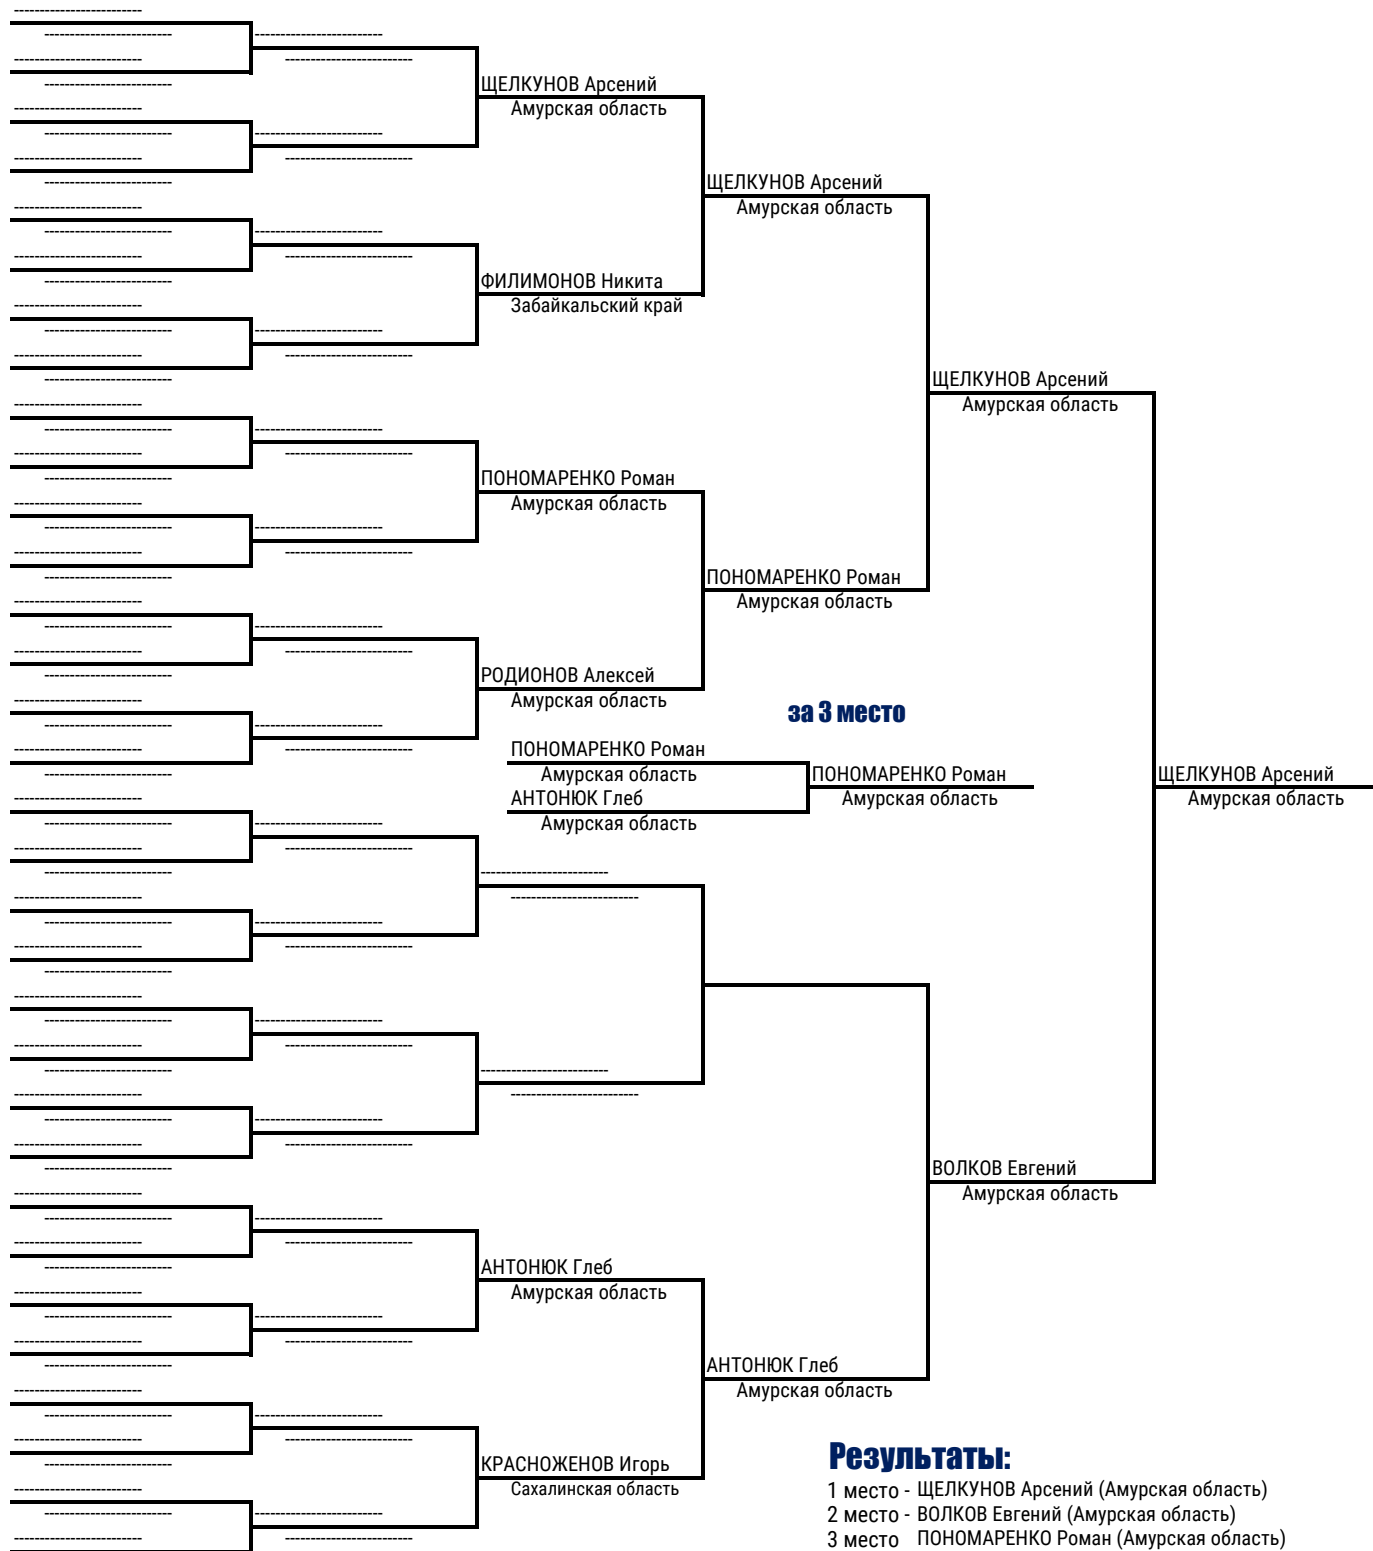 ЩЕЛКУНОВ Арсений
Амурская область
ЩЕЛКУНОВ Арсений
Амурская область
ФИЛИМОНОВ Никита
Забайкальский край
ЩЕЛКУНОВ Арсений
Амурская область
ПОНОМАРЕНКО Роман
Амурская область
ПОНОМАРЕНКО Роман
Амурская область
РОДИОНОВ Алексей
Амурская область
за 3 место
ПОНОМАРЕНКО Роман
Амурская область
АНТОНЮК Глеб
Амурская область
ПОНОМАРЕНКО Роман
Амурская область
ЩЕЛКУНОВ Арсений
Амурская область
ВОЛКОВ Евгений
Амурская область
АНТОНЮК Глеб
Амурская область
АНТОНЮК Глеб
Амурская область
КРАСНОЖЕНОВ Игорь
Сахалинская область
Результаты:
1 место - ЩЕЛКУНОВ Арсений (Амурская область)
2 место - ВОЛКОВ Евгений (Амурская область)
3 место ПОНОМАРЕНКО Роман (Амурская область)